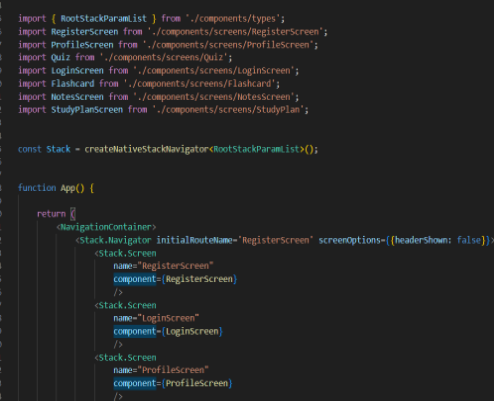 import { RootStackParamList } from './components/types';
import RegisterScreen from './components/screens/RegisterScreen';
import ProfileScreen from './components/screens/ProfileScreen';
import Quiz from './components/screens/Quiz';
import LoginScreen from './components/screens/LoginScreen';
import Flashcard from './components/screens/Flashcard';
import NotesScreen from './components/screens/NotesScreen';
import StudyPlanScreen from './components/screens/StudyPlan';
const Stack = createNativeStackNavigator<RootStackParamList>();
function App() {
return (
<NavigationContainer>
<Stack.Navigator initialRouteName="RegisterScreen" screenOptions={{headerShown: false}}>
<Stack.Screen
name="RegisterScreen"
component={RegisterScreen}
/>
<Stack.Screen
name="LoginScreen"
component={LoginScreen}
/>
<Stack.Screen
name="ProfileScreen"
component={ProfileScreen}
/>